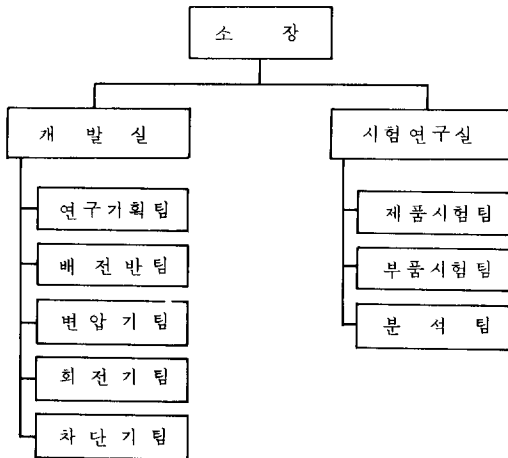 소 장
개 발 실
시험연구실
연구기획팀
배 전반팀
변압기팀
회전기팀
차단기팀
제품시험팀
부품시험팀
분 석 팀